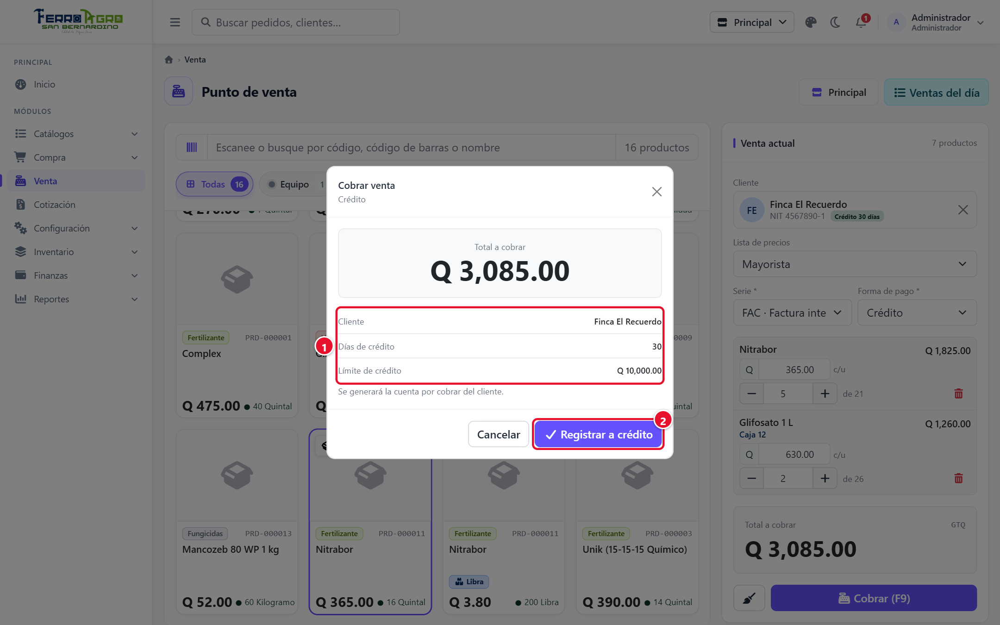 FERRO AGRO
SAN BERNARDINO
Buscar pedidos, clientes...
Principal
1
A
Administrador
Administrador
PRINCIPAL
Inicio
MÓDULOS
Catálogos
Compra
Venta
Cotización
Configuración
Inventario
Finanzas
Reportes
› Venta
Punto de venta
Principal
Ventas del día
Escanee o busque por código, código de barras o nombre
16 productos
Todas 16
Equipo 1
Fertilizante PRD-000001
Complex
Q 475.00 40 Quintal
Fungicidas PRD-000013
Mancozeb 80 WP 1 kg
Q 52.00 60 Kilogramo
Fertilizante PRD-000011
Nitrabor
Q 365.00 16 Quintal
Fertilizante PRD-000011
Nitrabor
Libra
Q 3.80 200 Libra
Fertilizante PRD-000003
Unik (15-15-15 Químico)
Q 390.00 14 Quintal
Cobrar venta
Crédito
Total a cobrar
Q 3,085.00
1
Cliente Finca El Recuerdo
Días de crédito 30
Límite de crédito Q 10,000.00
Se generará la cuenta por cobrar del cliente.
Cancelar
Registrar a crédito
2
Venta actual 7 productos
Cliente
FE
Finca El Recuerdo
NIT 4567890-1 Crédito 30 días
Lista de precios
Mayorista
Serie * Forma de pago *
FAC · Factura inte Crédito
Nitrabor Q 1,825.00
Q 365.00 c/u
5 de 21
Glifosato 1 L Q 1,260.00
Caja 12
Q 630.00 c/u
2 de 26
Total a cobrar GTQ
Q 3,085.00
Cobrar (F9)